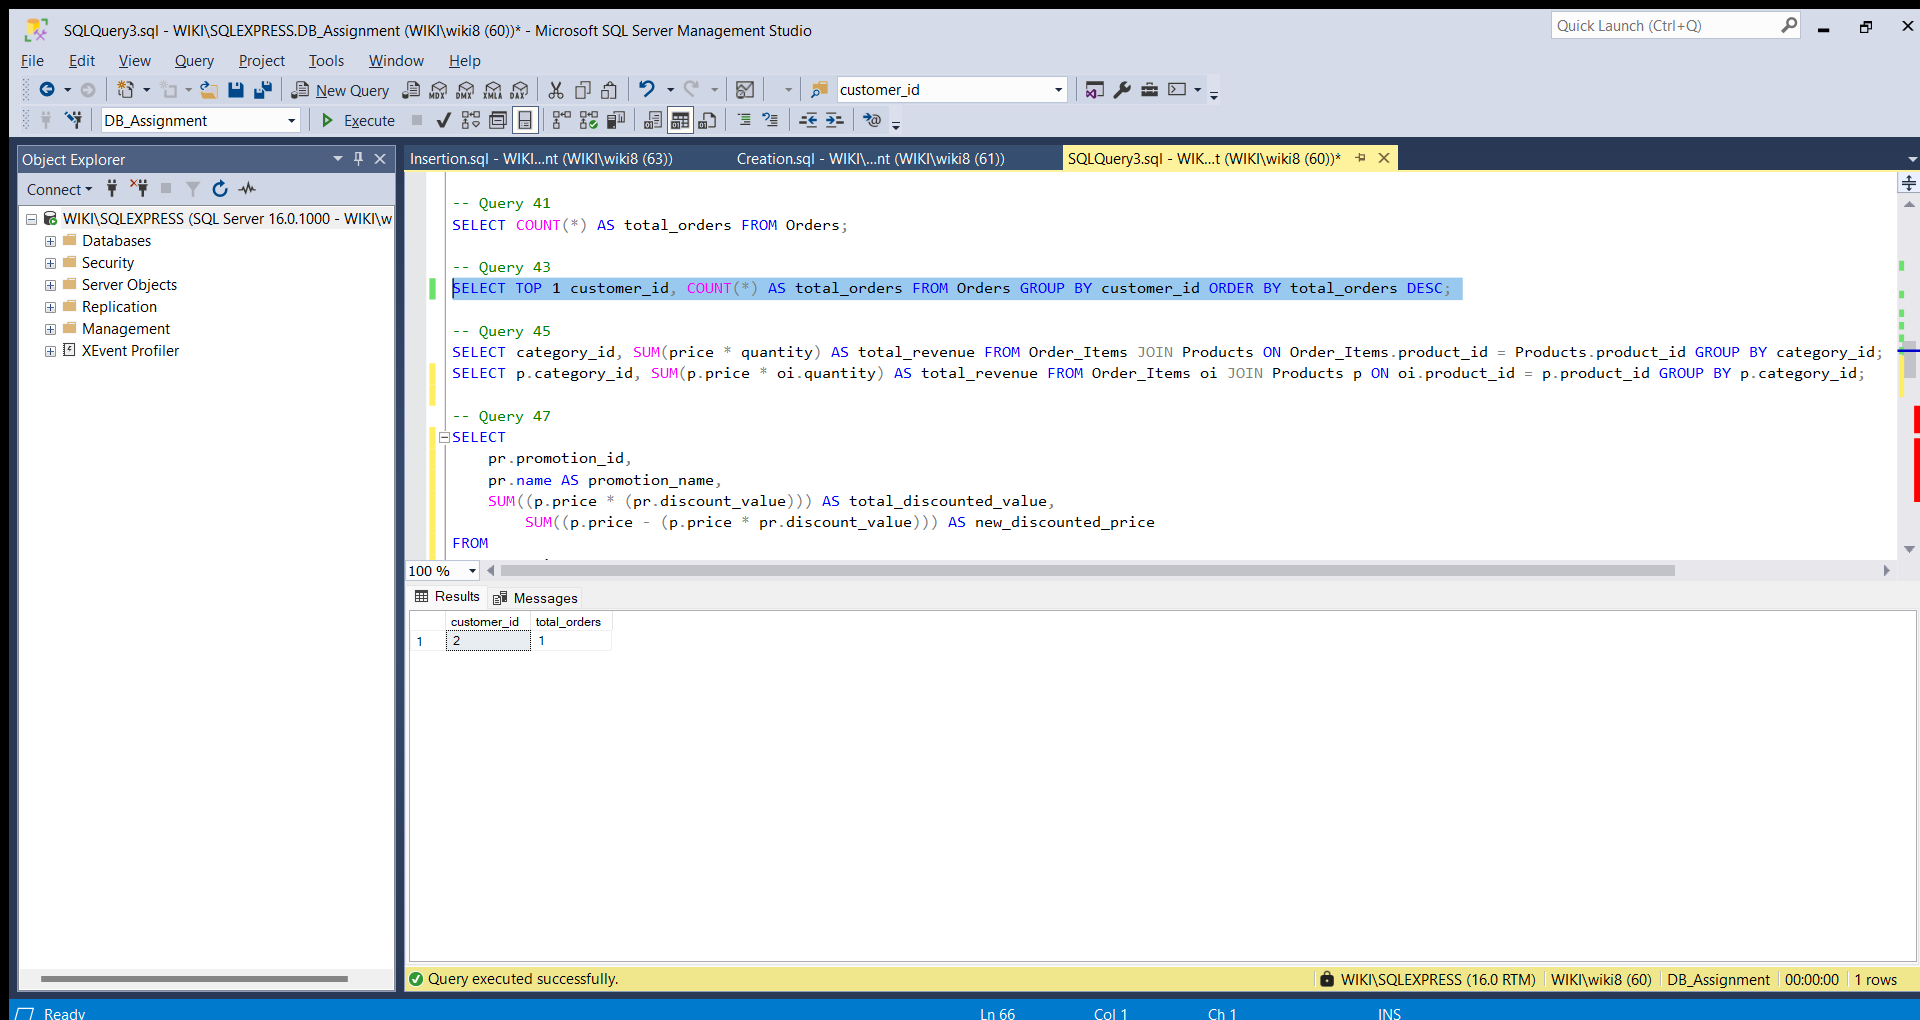 SQLQuery3.sql - WIKI\SQLEXPRESS.DB_Assignment (WIKI\wiki8 (60))* - Microsoft SQL Server Management Studio
Quick Launch (Ctrl+Q)
File Edit View Query Project Tools Window Help
New Query MDX DMX XMLA DAX customer_id
DB_Assignment Execute
Object Explorer
Insertion.sql - WIKI...nt (WIKI\wiki8 (63)) Creation.sql - WIKI\...nt (WIKI\wiki8 (61)) SQLQuery3.sql - WIK...t (WIKI\wiki8 (60))*
Connect
WIKI\SQLEXPRESS (SQL Server 16.0.1000 - WIKI\w
Databases
Security
Server Objects
Replication
Management
XEvent Profiler
-- Query 41
SELECT COUNT(*) AS total_orders FROM Orders;
-- Query 43
SELECT TOP 1 customer_id, COUNT(*) AS total_orders FROM Orders GROUP BY customer_id ORDER BY total_orders DESC;
-- Query 45
SELECT category_id, SUM(price * quantity) AS total_revenue FROM Order_Items JOIN Products ON Order_Items.product_id = Products.product_id GROUP BY category_id;
SELECT p.category_id, SUM(p.price * oi.quantity) AS total_revenue FROM Order_Items oi JOIN Products p ON oi.product_id = p.product_id GROUP BY p.category_id;
-- Query 47
SELECT
pr.promotion_id,
pr.name AS promotion_name,
SUM((p.price * (pr.discount_value))) AS total_discounted_value,
SUM((p.price - (p.price * pr.discount_value))) AS new_discounted_price
FROM
100 %
Results Messages
customer_id total_orders
1 2 1
Query executed successfully. WIKI\SQLEXPRESS (16.0 RTM) WIKI\wiki8 (60) DB_Assignment 00:00:00 1 rows
Ready Ln 66 Col 1 Ch 1 INS